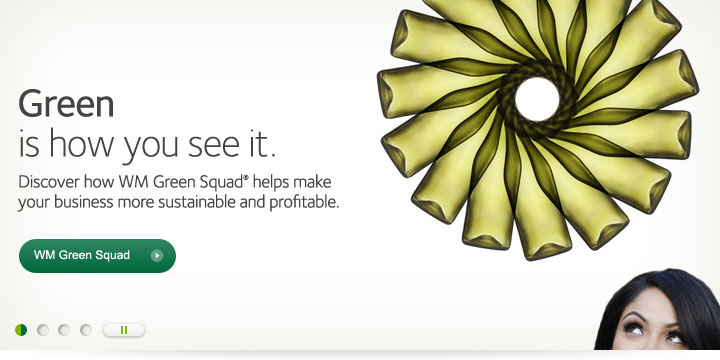 Green
is how you see it.
Discover how WM Green Squad® helps make
your business more sustainable and profitable.
WM Green Squad